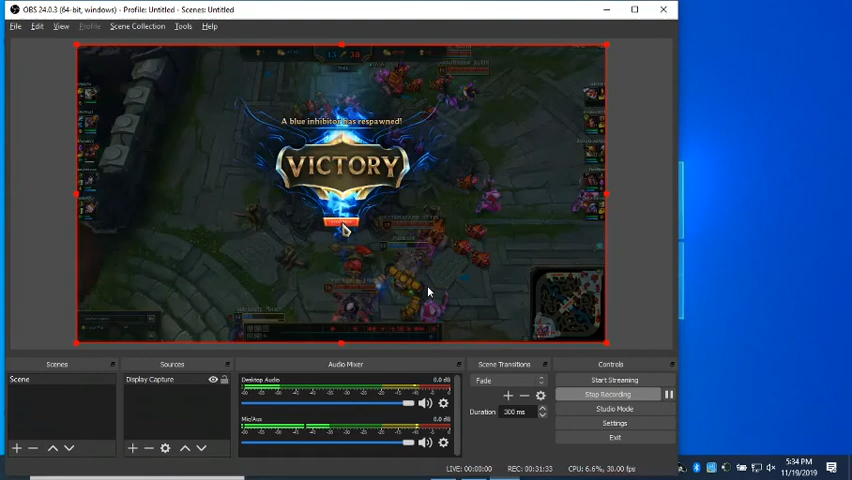 OBS 24.0.3 (64-bit, windows) - Profile: Untitled - Scenes: Untitled
File Edit View Profile Scene Collection Tools Help
13 38
A blue inhibitor has respawned!
VICTORY
Scenes Sources Audio Mixer Scene Transitions Controls
Scene
Display Capture
Desktop Audio 0.0 dB
Mic/Aux 0.0 dB
Fade
Duration 300 ms
Start Streaming
Stop Recording
Studio Mode
Settings
Exit
LIVE: 00:00:00 REC: 00:31:33 CPU: 6.6%, 30.00 fps
5:34 PM
11/19/2019